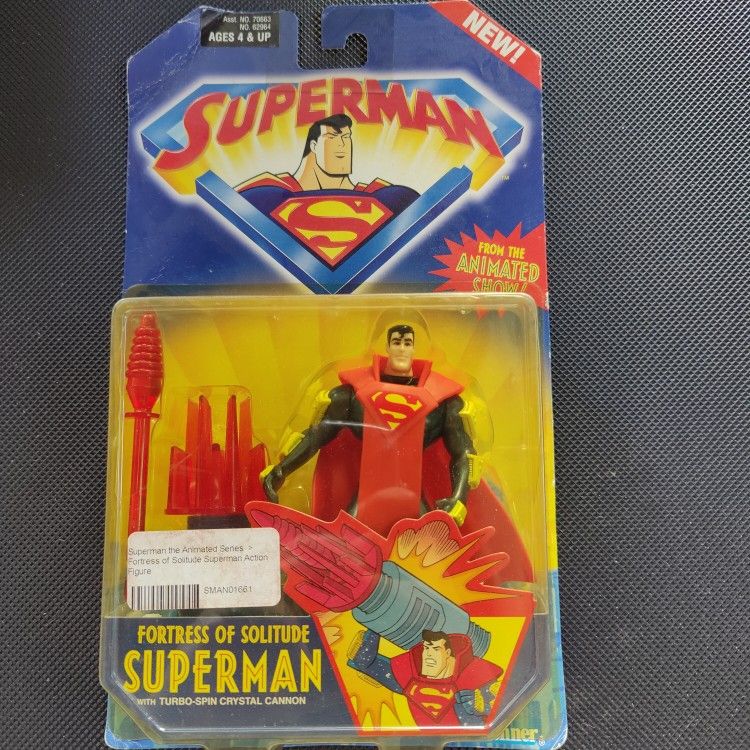 Asst. NO. 70663
NO. 62964
AGES 4 & UP
NEW!
SUPERMAN
TM
FROM THE
ANIMATED
SHOW!
Superman the Animated Series ->
Fortress of Solitude Superman Action
Figure
SMAN01661
FORTRESS OF SOLITUDE
SUPERMAN
WITH TURBO-SPIN CRYSTAL CANNON